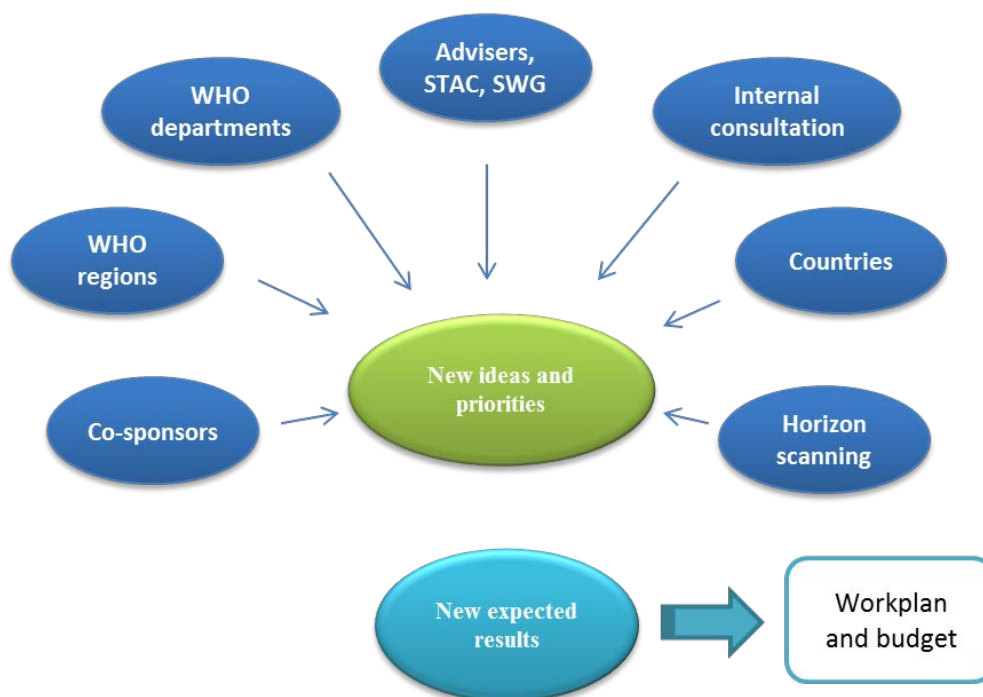 Advisers,
STAC, SWG
WHO
departments
Internal
consultation
WHO
regions
Countries
New ideas and
priorities
Co-sponsors
Horizon
scanning
New expected
results
Workplan
and budget